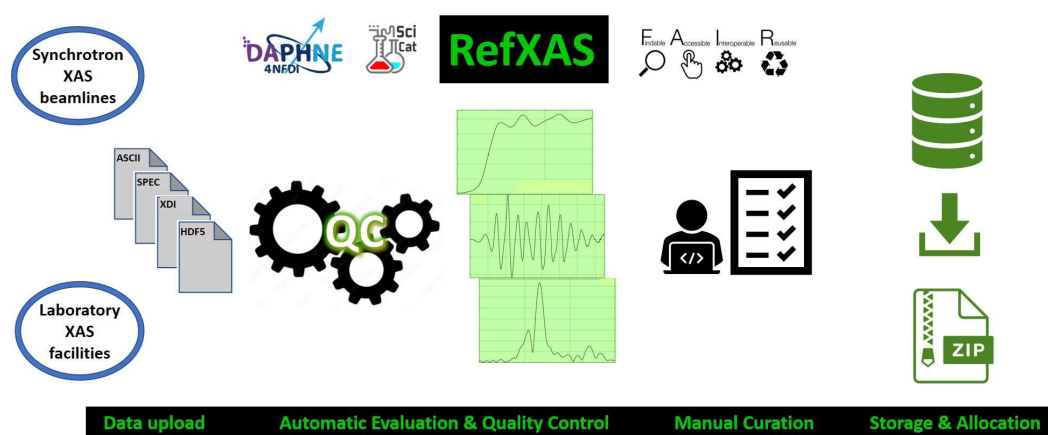 Synchrotron
XAS
beamlines
DAPHNE
4NFDI
Sci
Cat
RefXAS
Findable Accessible Interoperable Reusable
ASCII
SPEC
XDI
HDF5
QC
</>
Laboratory
XAS
facilities
ZIP
Data upload Automatic Evaluation & Quality Control Manual Curation Storage & Allocation